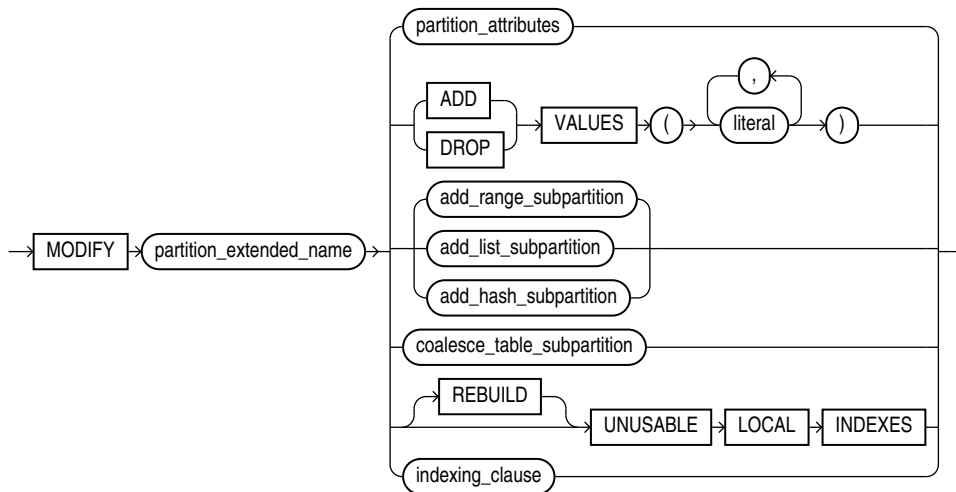 partition_attributes
,
ADD
VALUES ( literal )
DROP
add_range_subpartition
MODIFY partition_extended_name add_list_subpartition
add_hash_subpartition
coalesce_table_subpartition
REBUILD
UNUSABLE LOCAL INDEXES
indexing_clause